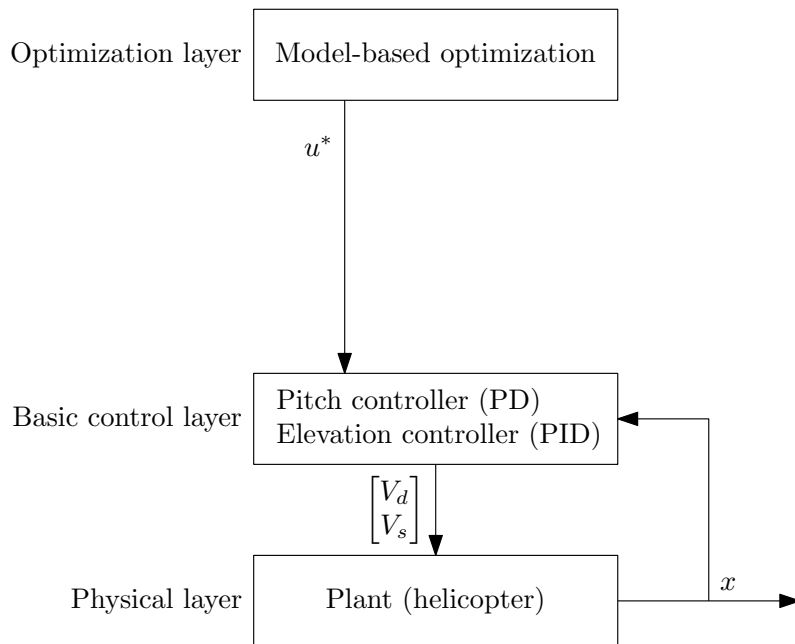 Optimization layer
Model-based optimization
u*
Basic control layer
Pitch controller (PD)
Elevation controller (PID)
[V_d
V_s]
Physical layer
Plant (helicopter)
x